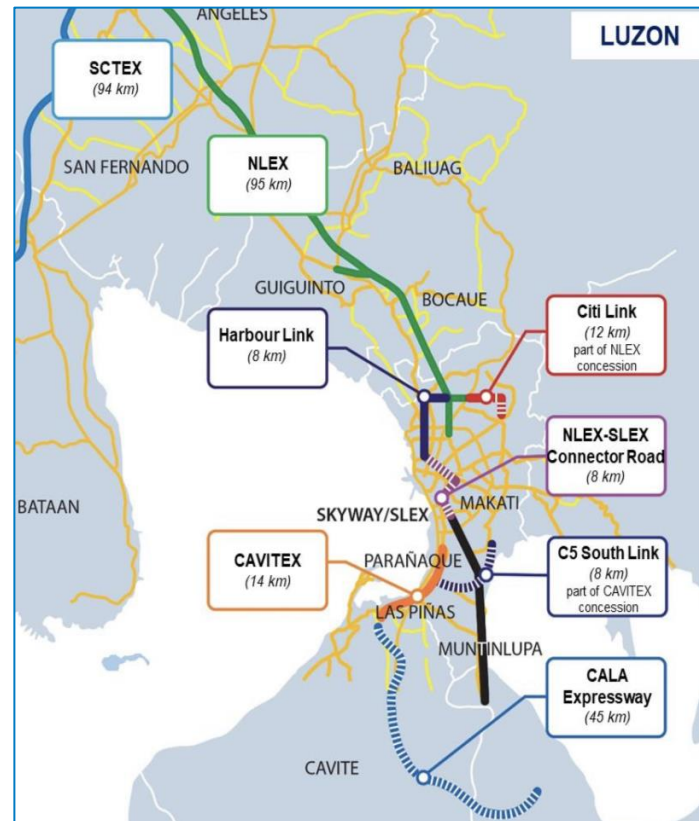 ANGELES
LUZON
SCTEX
(94 km)
SAN FERNANDO
NLEX
(95 km)
BALIUAG
GUIGUINTO
BOCAUE
Harbour Link
(8 km)
Citi Link
(12 km)
part of NLEX
concession
NLEX-SLEX
Connector Road
(8 km)
BATAAN
SKYWAY/SLEX
MAKATI
CAVITEX
(14 km)
PARAÑAQUE
C5 South Link
(8 km)
part of CAVITEX
concession
LAS PIÑAS
MUNTINLUPA
CALA
Expressway
(45 km)
CAVITE